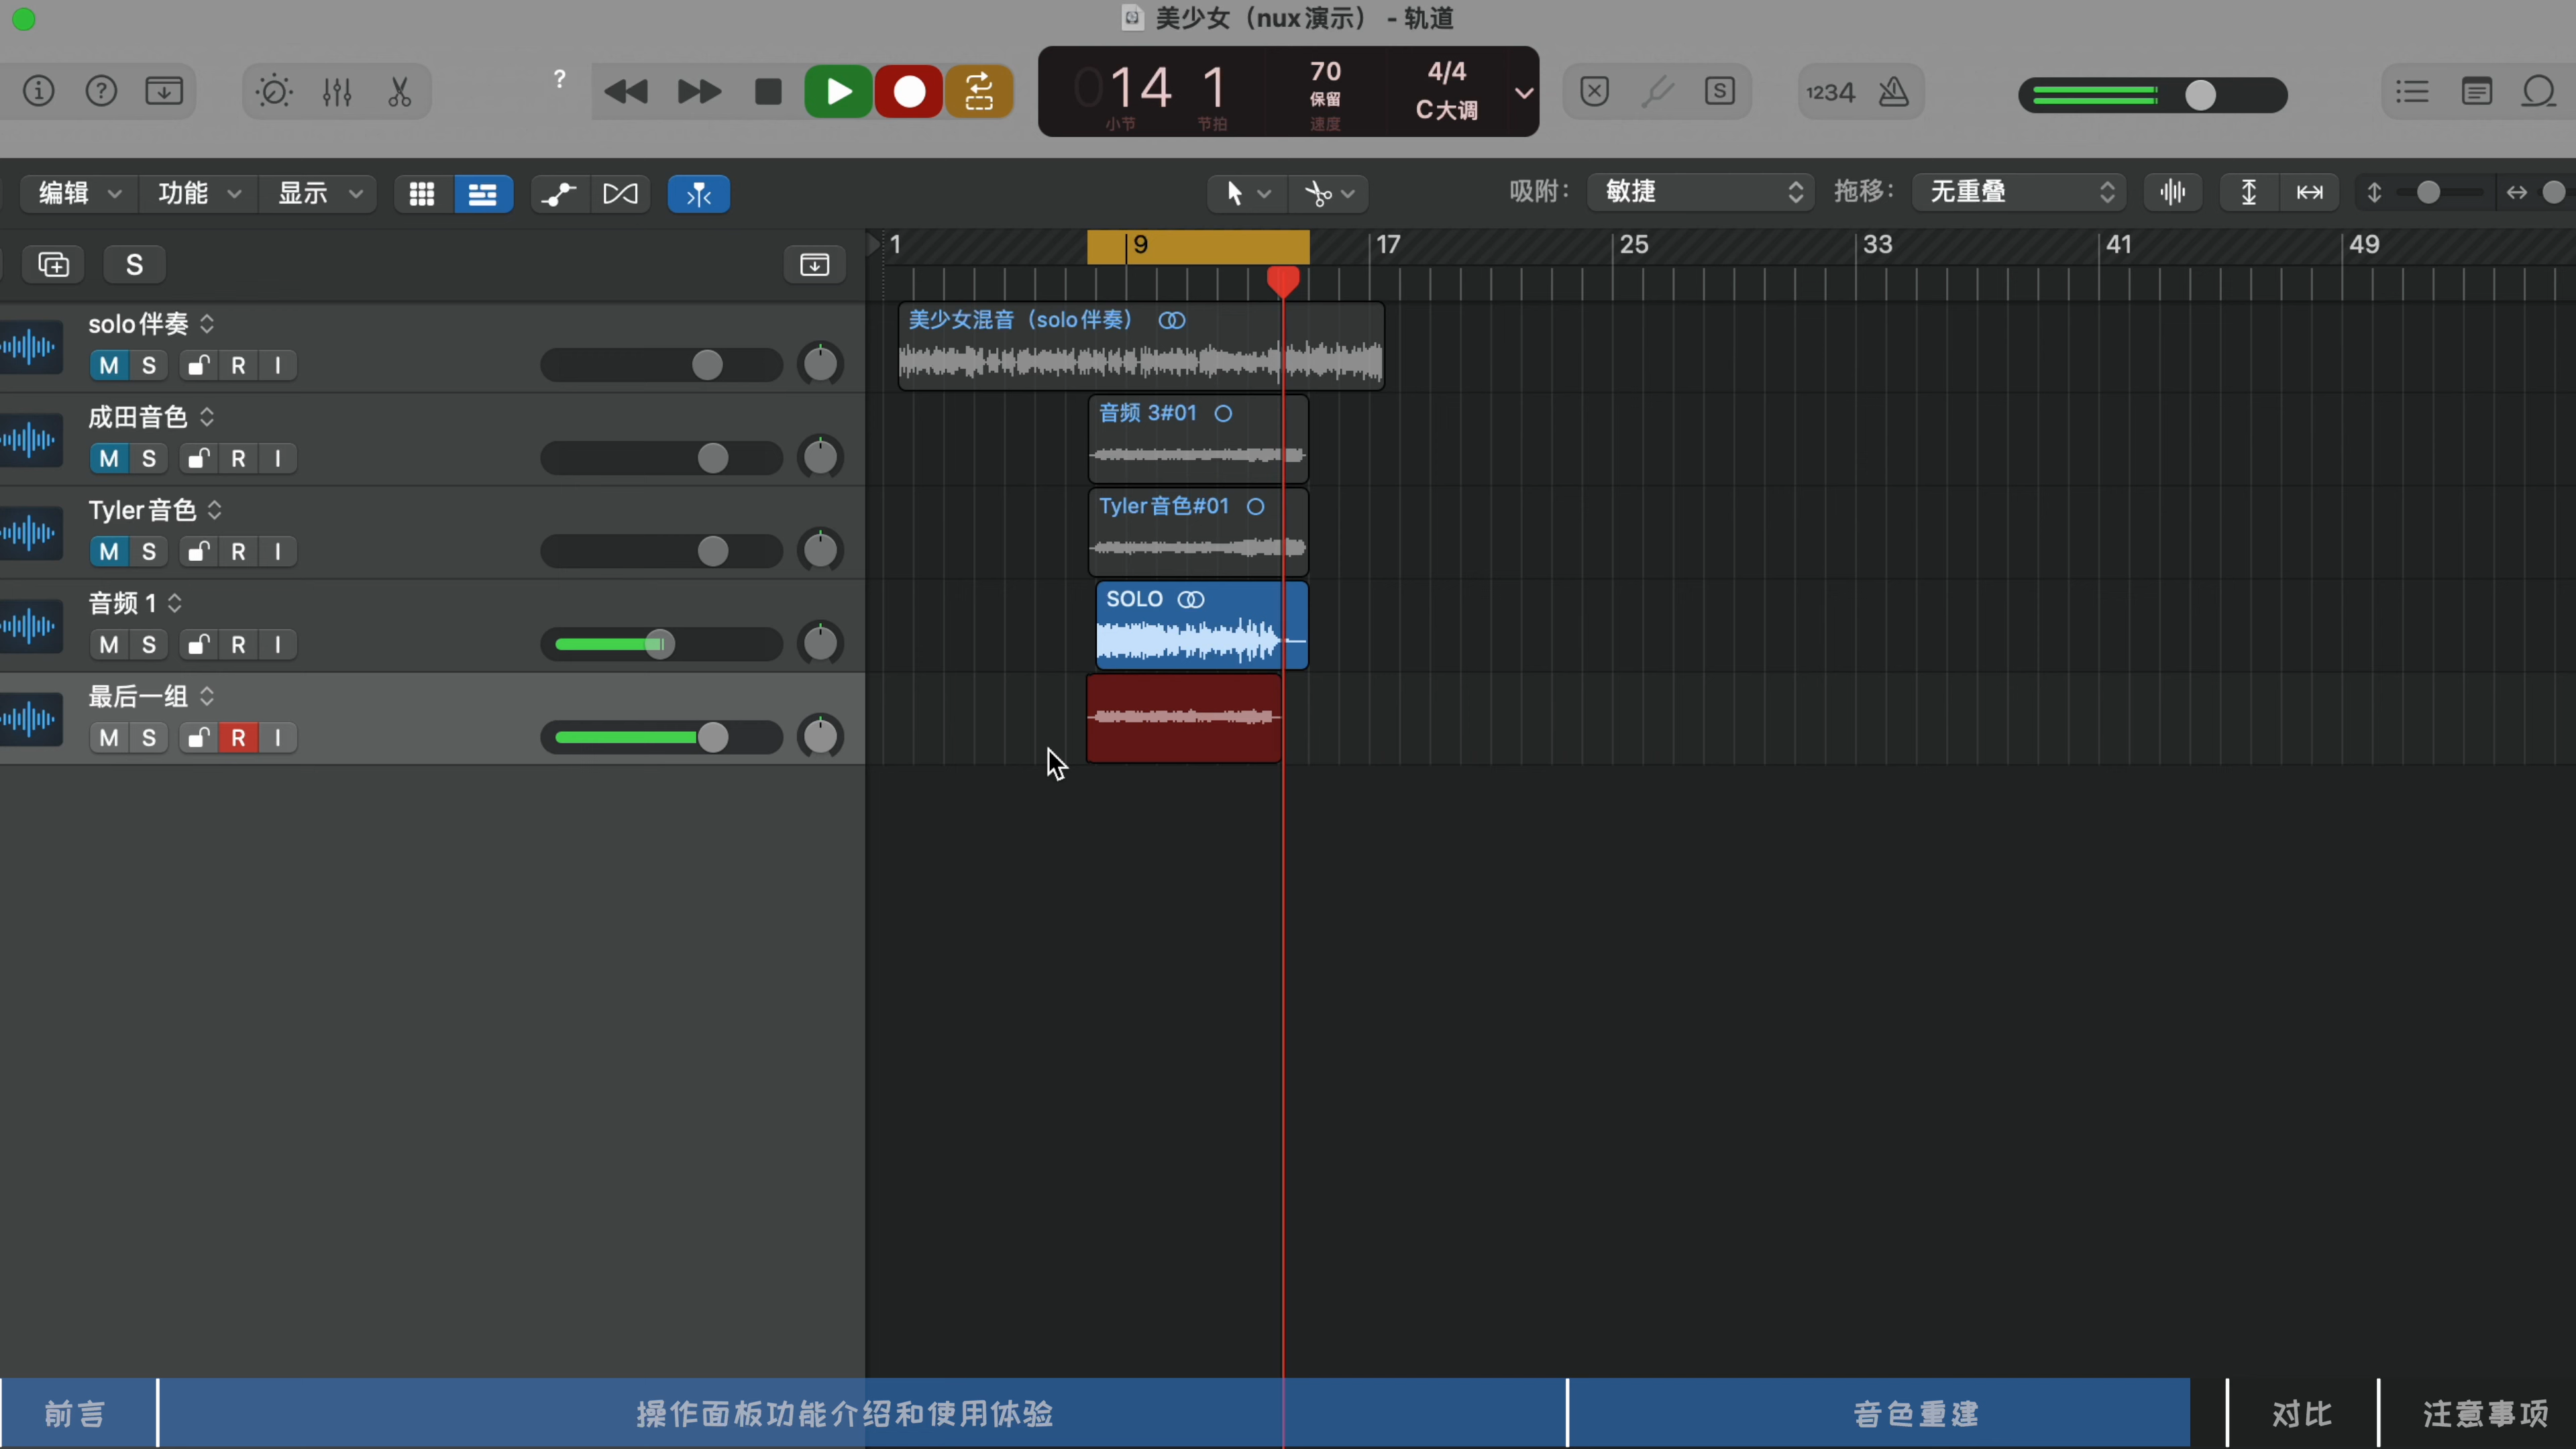 美少女（nux演示） - 轨道
?
014 1
小节 节拍
70
保留
速度
4/4
C大调
S
1234
编辑 功能 显示
吸附： 敏捷 拖移： 无重叠
S
1 9 17 25 33 41 49
solo伴奏
M S R I
美少女混音（solo伴奏）
成田音色
M S R I
音频 3#01
Tyler音色
M S R I
Tyler音色#01
音频 1
M S R I
SOLO
最后一组
M S R I
前言 操作面板功能介绍和使用体验 音色重建 对比 注意事项